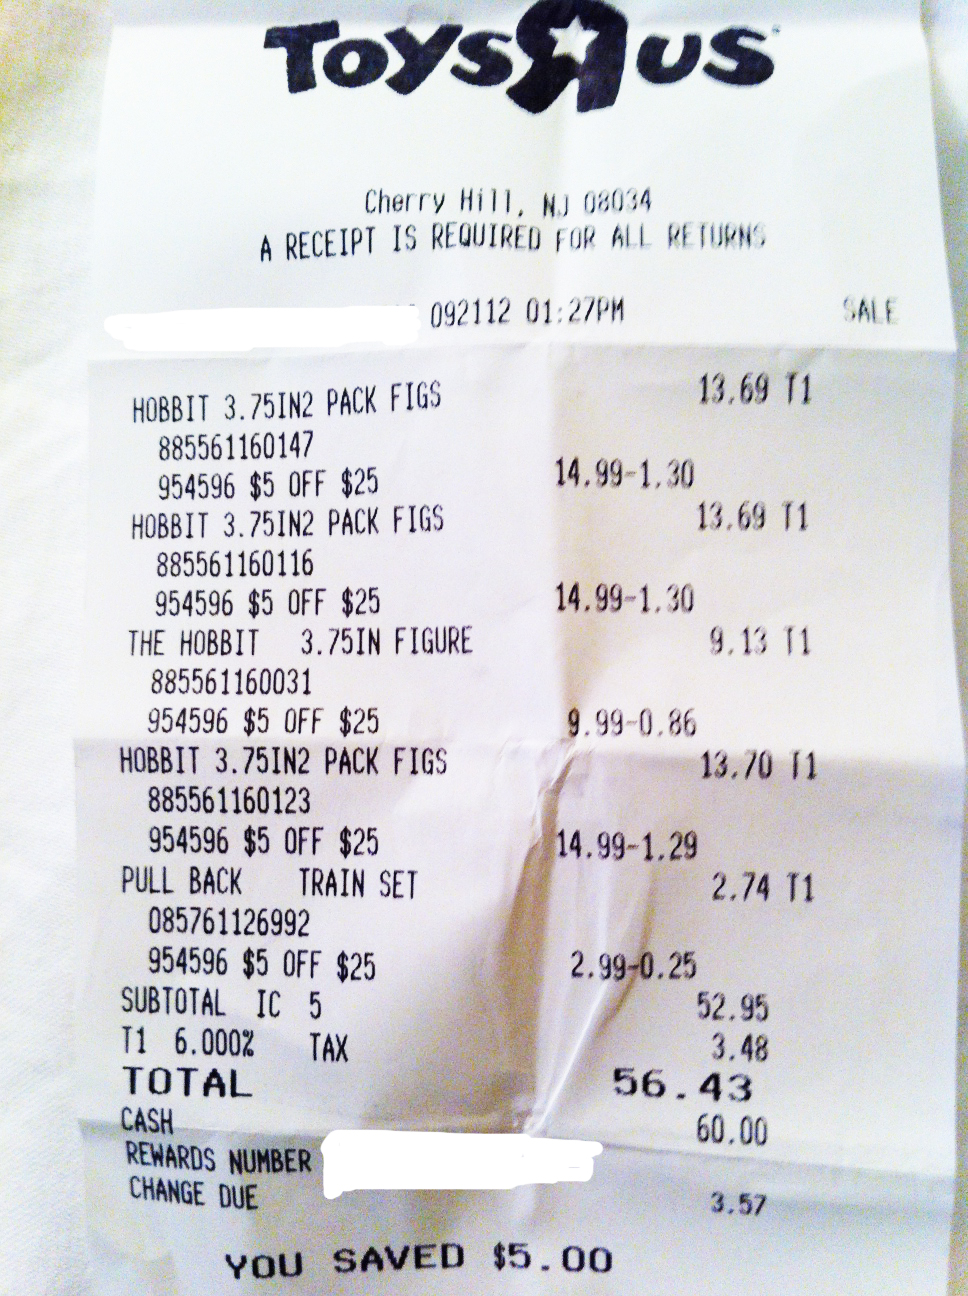 TOYS R US
Cherry Hill, NJ 08034
A RECEIPT IS REQUIRED FOR ALL RETURNS
092112 01:27PM SALE
HOBBIT 3.75IN2 PACK FIGS 13.69 T1
885561160147
954596 $5 OFF $25 14.99-1.30
HOBBIT 3.75IN2 PACK FIGS 13.69 T1
885561160116
954596 $5 OFF $25 14.99-1.30
THE HOBBIT 3.75IN FIGURE 9.13 T1
885561160031
954596 $5 OFF $25 9.99-0.86
HOBBIT 3.75IN2 PACK FIGS 13.70 T1
885561160123
954596 $5 OFF $25 14.99-1.29
PULL BACK TRAIN SET 2.74 T1
085761126992
954596 $5 OFF $25 2.99-0.25
SUBTOTAL IC 5 52.95
T1 6.000% TAX 3.48
TOTAL 56.43
CASH 60.00
REWARDS NUMBER
CHANGE DUE 3.57
YOU SAVED $5.00